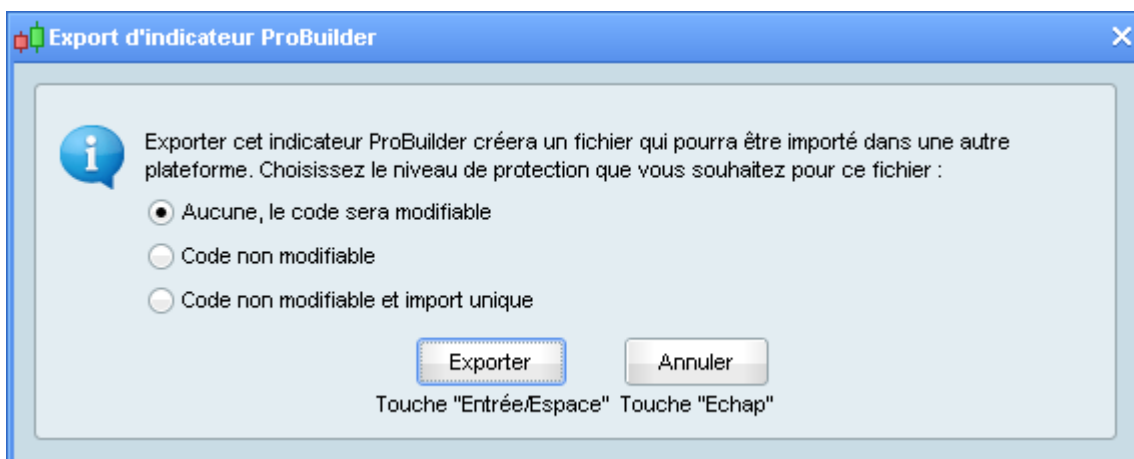 Export d'indicateur ProBuilder
Exporter cet indicateur ProBuilder créera un fichier qui pourra être importé dans une autre
plateforme. Choisissez le niveau de protection que vous souhaitez pour ce fichier :
Aucune, le code sera modifiable
Code non modifiable
Code non modifiable et import unique
Exporter Annuler
Touche "Entrée/Espace" Touche "Echap"